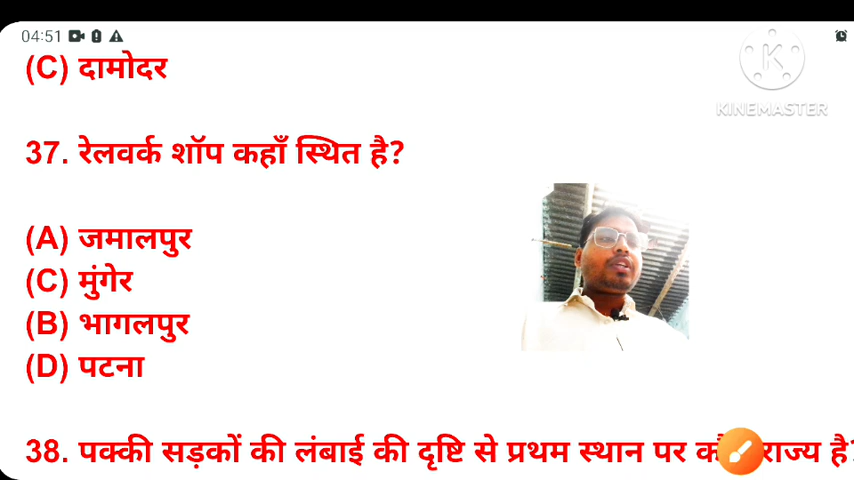 04:51
(C) दामोदर
KINEMASTER
37. रेलवर्क शॉप कहाँ स्थित है?
(A) जमालपुर
(C) मुंगेर
(B) भागलपुर
(D) पटना
38. पक्की सड़कों की लंबाई की दृष्टि से प्रथम स्थान पर राज्य है?